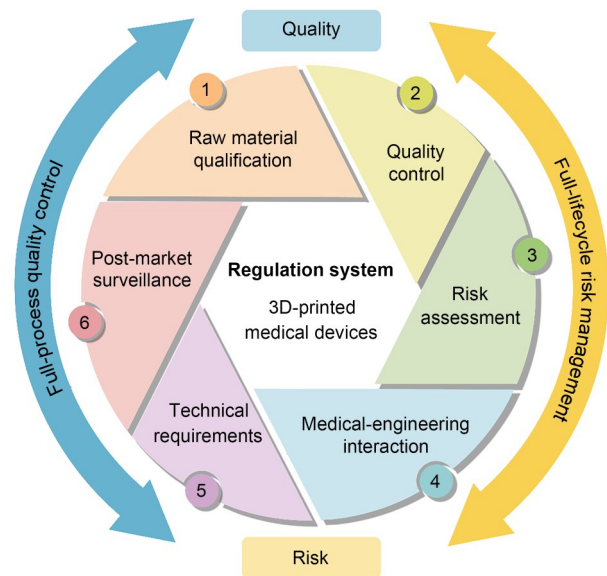 Quality
1
Raw material
qualification
2
Quality
control
3
Risk
assessment
Medical-engineering
interaction
4
Technical
requirements
5
Post-market
surveillance
6
Regulation system
3D-printed
medical devices
Full-process quality control
Full-lifecycle risk management
Risk